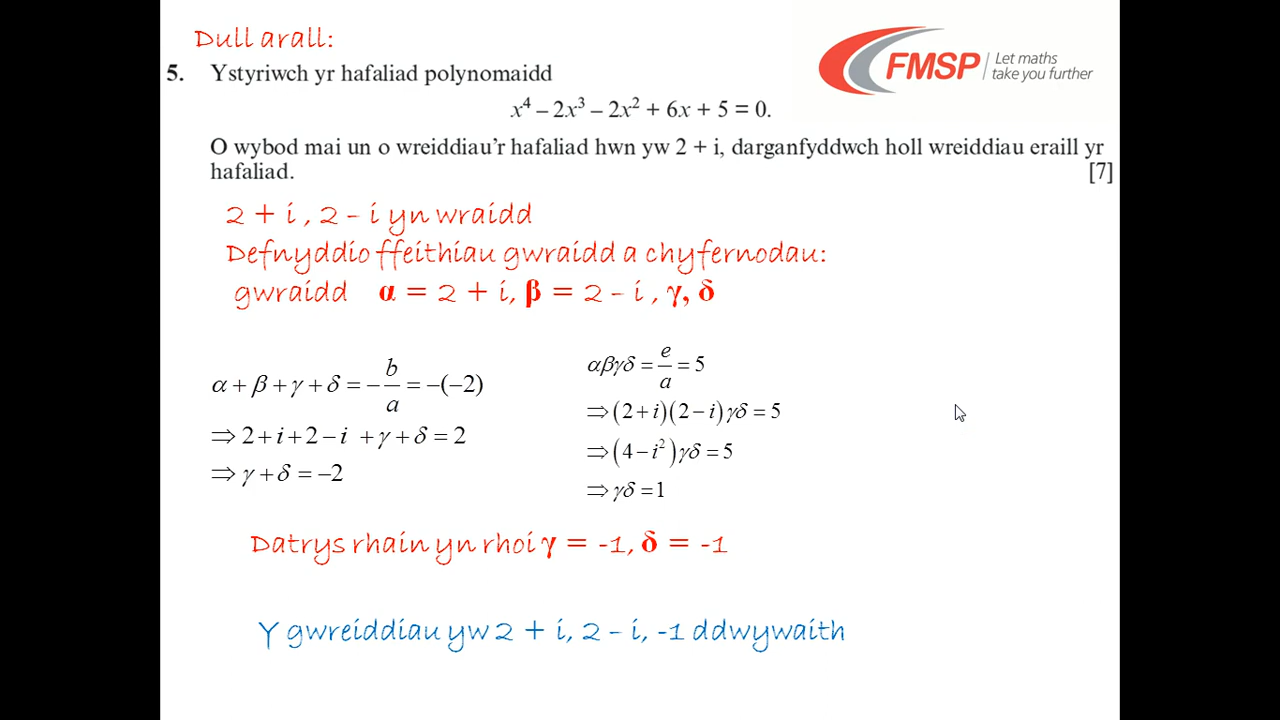 Dull arall:
FMSP Let maths take you further
5. Ystyriwch yr hafaliad polynomaidd
x⁴ – 2x³ – 2x² + 6x + 5 = 0.
O wybod mai un o wreiddiau'r hafaliad hwn yw 2 + i, darganfyddwch holl wreiddiau eraill yr
hafaliad. [7]
2 + i , 2 – i yn wraidd
Defnyddio ffeithiau gwraidd a chyfernodau:
gwraidd α = 2 + i, β = 2 – i , γ, δ
α + β + γ + δ = –b/a = –(–2)
⇒ 2 + i + 2 – i + γ + δ = 2
⇒ γ + δ = –2
αβγδ = e/a = 5
⇒ (2 + i)(2 – i)γδ = 5
⇒ (4 – i²)γδ = 5
⇒ γδ = 1
Datrys rhain yn rhoi γ = -1, δ = -1
Y gwreiddiau yw 2 + i, 2 – i, -1 ddwywaith